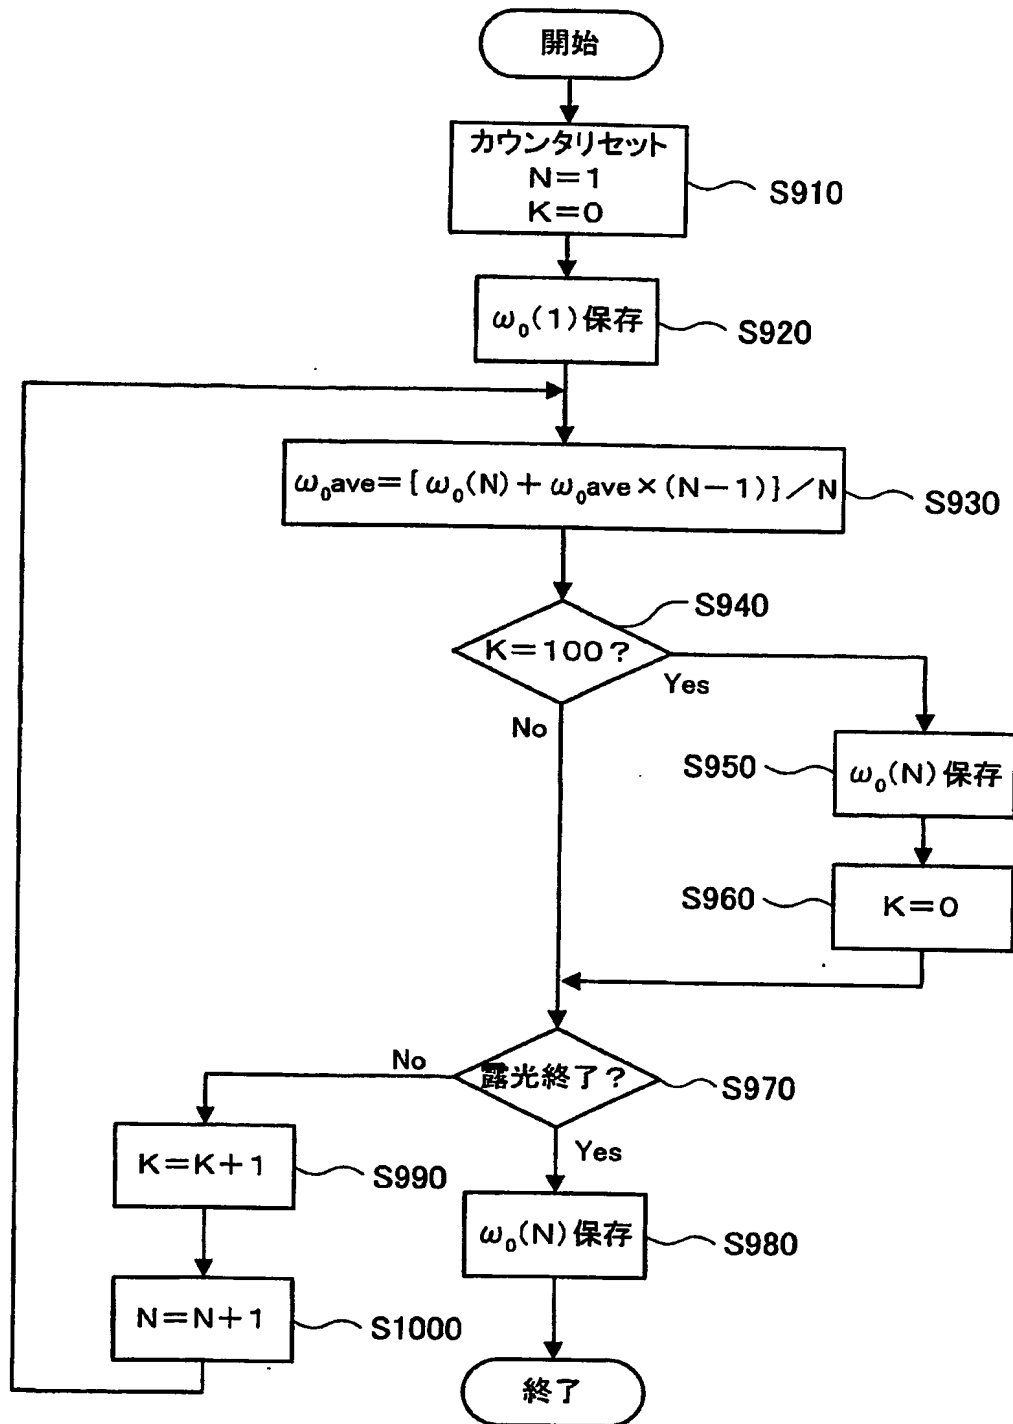 開始
カウンタリセット
N=1
K=0
S910
ω₀(1)保存
S920
ω₀ave=[ω₀(N)+ω₀ave×(N-1)}/N
S930
S940
K=100?
Yes
No
S950
ω₀(N)保存
S960
K=0
No
露光終了?
S970
K=K+1
S990
Yes
ω₀(N)保存
S980
N=N+1
S1000
終了